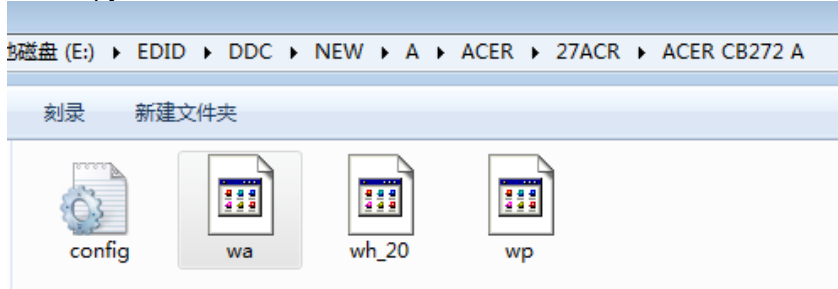 地磁盘 (E:) ▸ EDID ▸ DDC ▸ NEW ▸ A ▸ ACER ▸ 27ACR ▸ ACER CB272 A
刻录 新建文件夹
config wa wh_20 wp